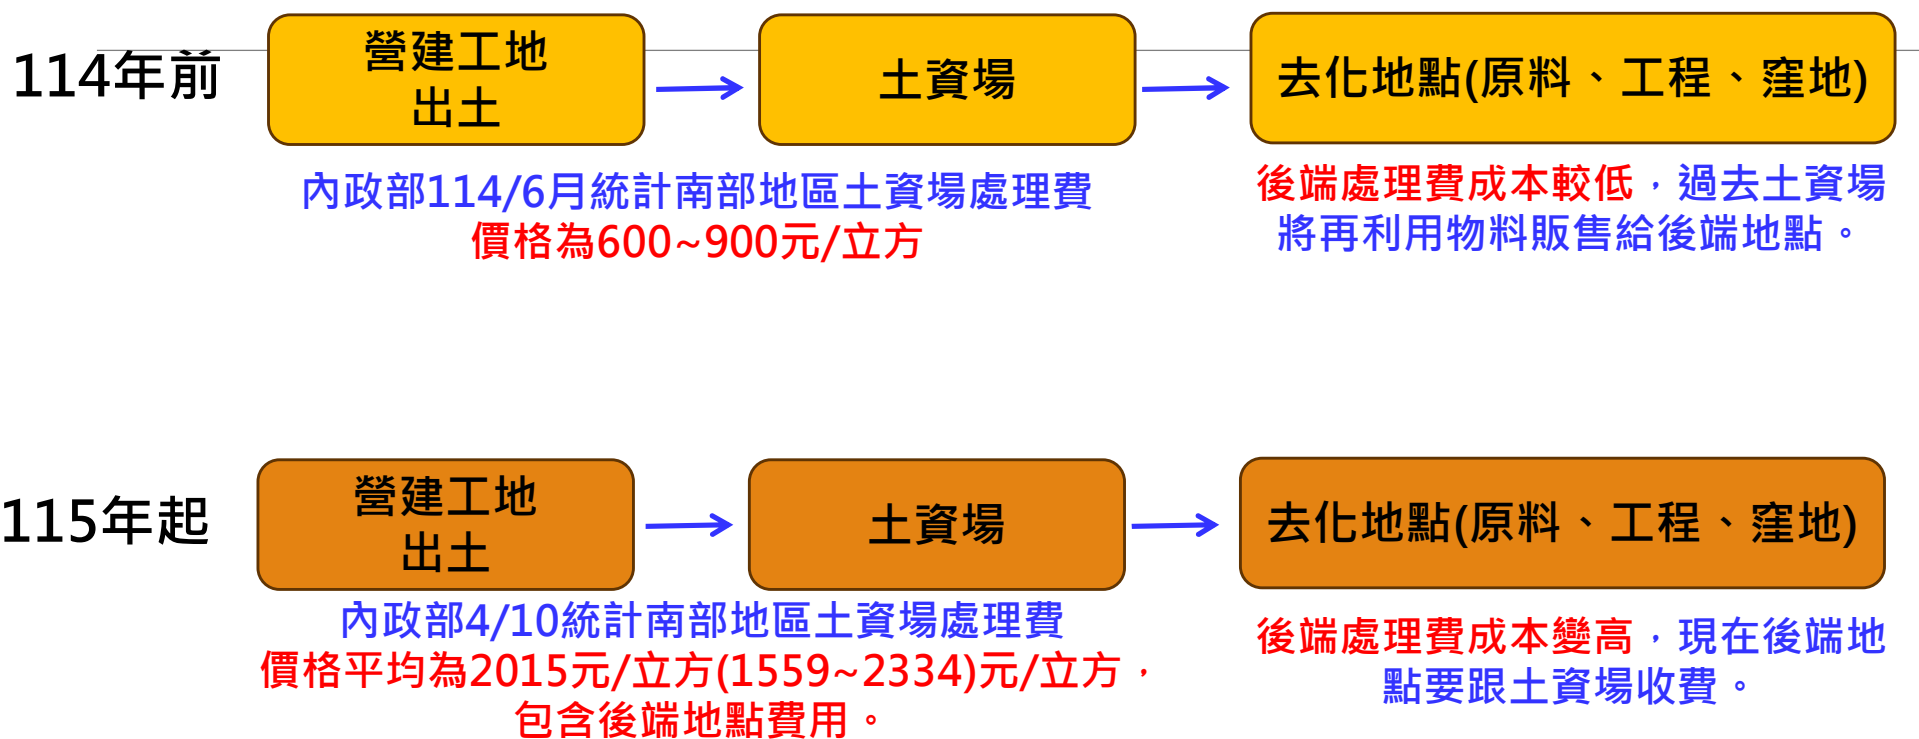 114年前
營建工地
出土
土資場
去化地點(原料、工程、窪地)
內政部114/6月統計南部地區土資場處理費
價格為600~900元/立方
後端處理費成本較低，過去土資場
將再利用物料販售給後端地點。
115年起
營建工地
出土
土資場
去化地點(原料、工程、窪地)
內政部4/10統計南部地區土資場處理費
價格平均為2015元/立方(1559~2334)元/立方，
包含後端地點費用。
後端處理費成本變高，現在後端地
點要跟土資場收費。